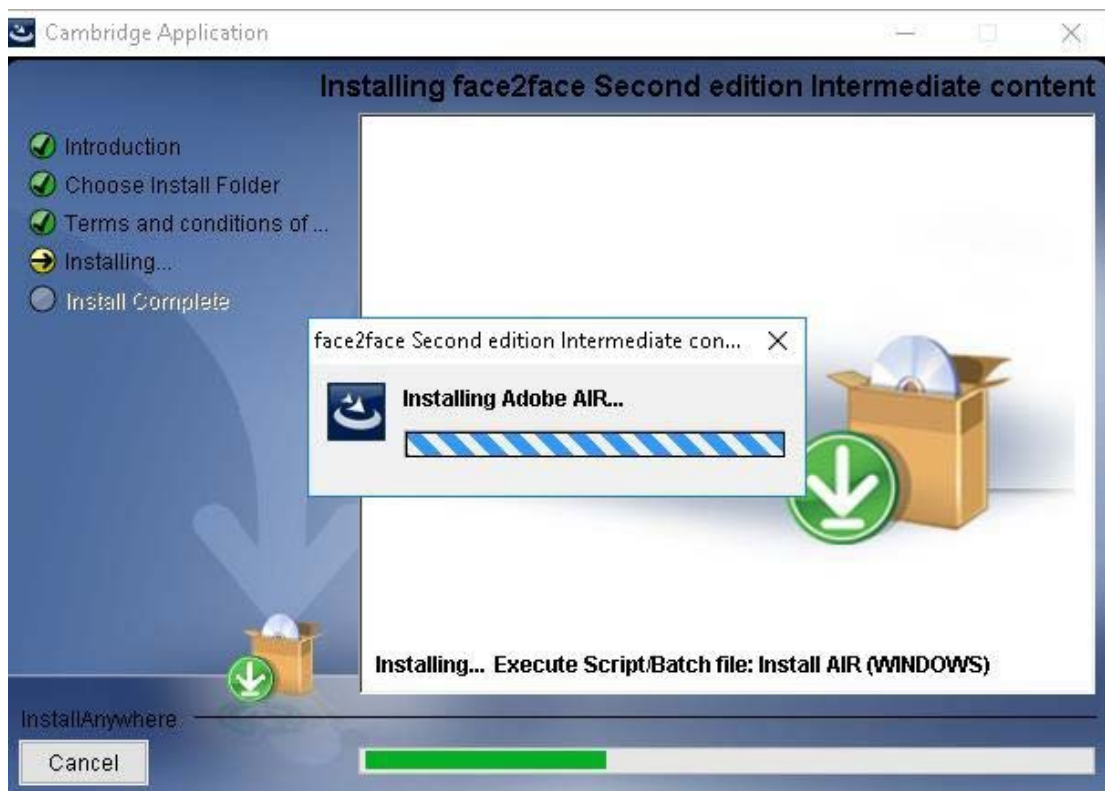 Cambridge Application
Installing face2face Second edition Intermediate content
Introduction
Choose Install Folder
Terms and conditions of ...
Installing...
Install Complete
face2face Second edition Intermediate con...
Installing Adobe AIR...
Installing... Execute Script/Batch file: Install AIR (WINDOWS)
InstallAnywhere
Cancel